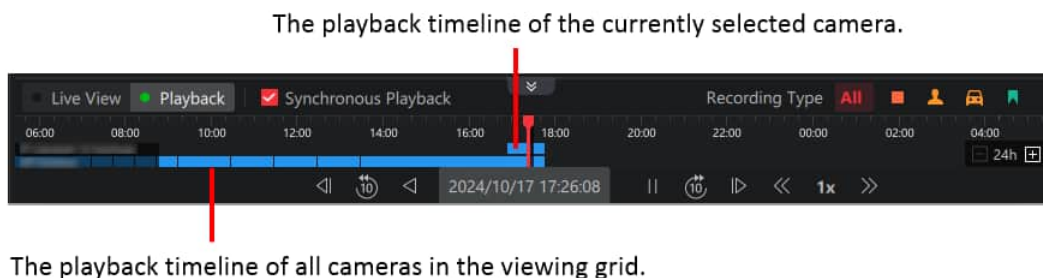 The playback timeline of the currently selected camera.
Live View Playback Synchronous Playback Recording Type All
06:00 08:00 10:00 12:00 14:00 16:00 18:00 20:00 22:00 00:00 02:00 04:00
24h
10 2024/10/17 17:26:08 10 1x
The playback timeline of all cameras in the viewing grid.